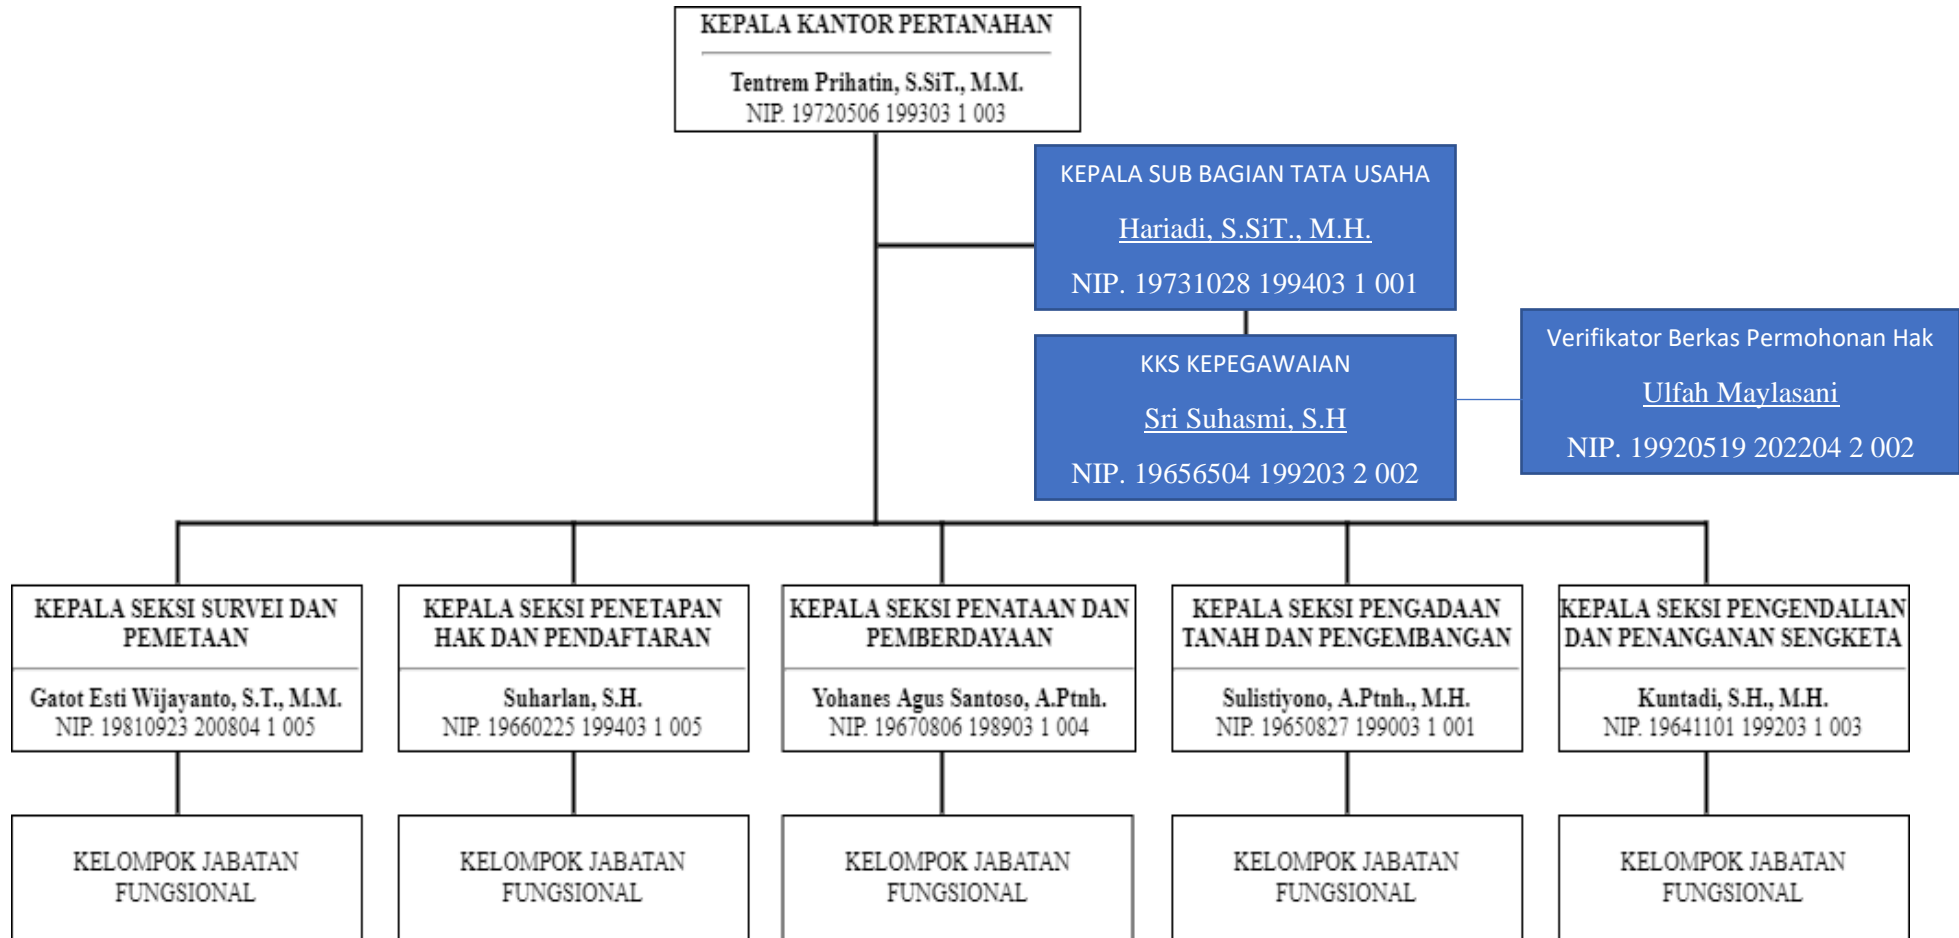 KEPALA KANTOR PERTANAHAN
Tentrem Prihatin, S.SiT., M.M.
NIP. 19720506 199303 1 003
KEPALA SUB BAGIAN TATA USAHA
Hariadi, S.SiT., M.H.
NIP. 19731028 199403 1 001
KKS KEPEGAWAIAN
Sri Suhasmi, S.H
NIP. 19656504 199203 2 002
Verifikator Berkas Permohonan Hak
Ulfah Maylasani
NIP. 19920519 202204 2 002
KEPALA SEKSI SURVEI DAN
PEMETAAN
Gatot Esti Wijayanto, S.T., M.M.
NIP. 19810923 200804 1 005
KEPALA SEKSI PENETAPAN
HAK DAN PENDAFTARAN
Suharlan, S.H.
NIP. 19660225 199403 1 005
KEPALA SEKSI PENATAAN DAN
PEMBERDAYAAN
Yohanes Agus Santoso, A.Ptnh.
NIP. 19670806 198903 1 004
KEPALA SEKSI PENGADAAN
TANAH DAN PENGEMBANGAN
Sulistiyono, A.Ptnh., M.H.
NIP. 19650827 199003 1 001
KEPALA SEKSI PENGENDALIAN
DAN PENANGANAN SENGKETA
Kuntadi, S.H., M.H.
NIP. 19641101 199203 1 003
KELOMPOK JABATAN
FUNGSIONAL
KELOMPOK JABATAN
FUNGSIONAL
KELOMPOK JABATAN
FUNGSIONAL
KELOMPOK JABATAN
FUNGSIONAL
KELOMPOK JABATAN
FUNGSIONAL